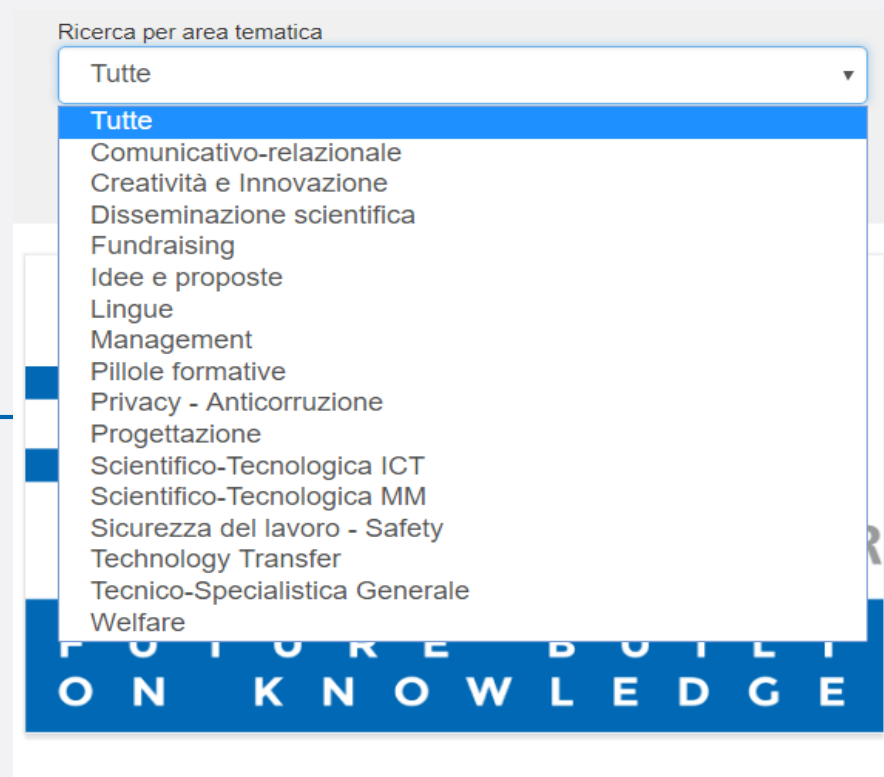 Ricerca per area tematica
Tutte
Tutte
Comunicativo-relazionale
Creatività e Innovazione
Disseminazione scientifica
Fundraising
Idee e proposte
Lingue
Management
Pillole formative
Privacy - Anticorruzione
Progettazione
Scientifico-Tecnologica ICT
Scientifico-Tecnologica MM
Sicurezza del lavoro - Safety
Technology Transfer
Tecnico-Specialistica Generale
Welfare
R
FUTURE BUILT
ON KNOWLEDGE